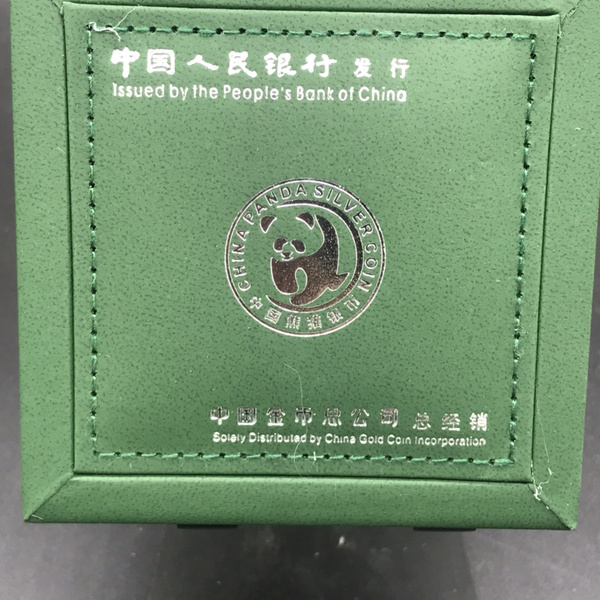 中国人民银行 发行
Issued by the People's Bank of China
CHINA PANDA SILVER COIN
中国熊猫银币
中国金币总公司 总经销
Solely Distributed by China Gold Coin Incorporation